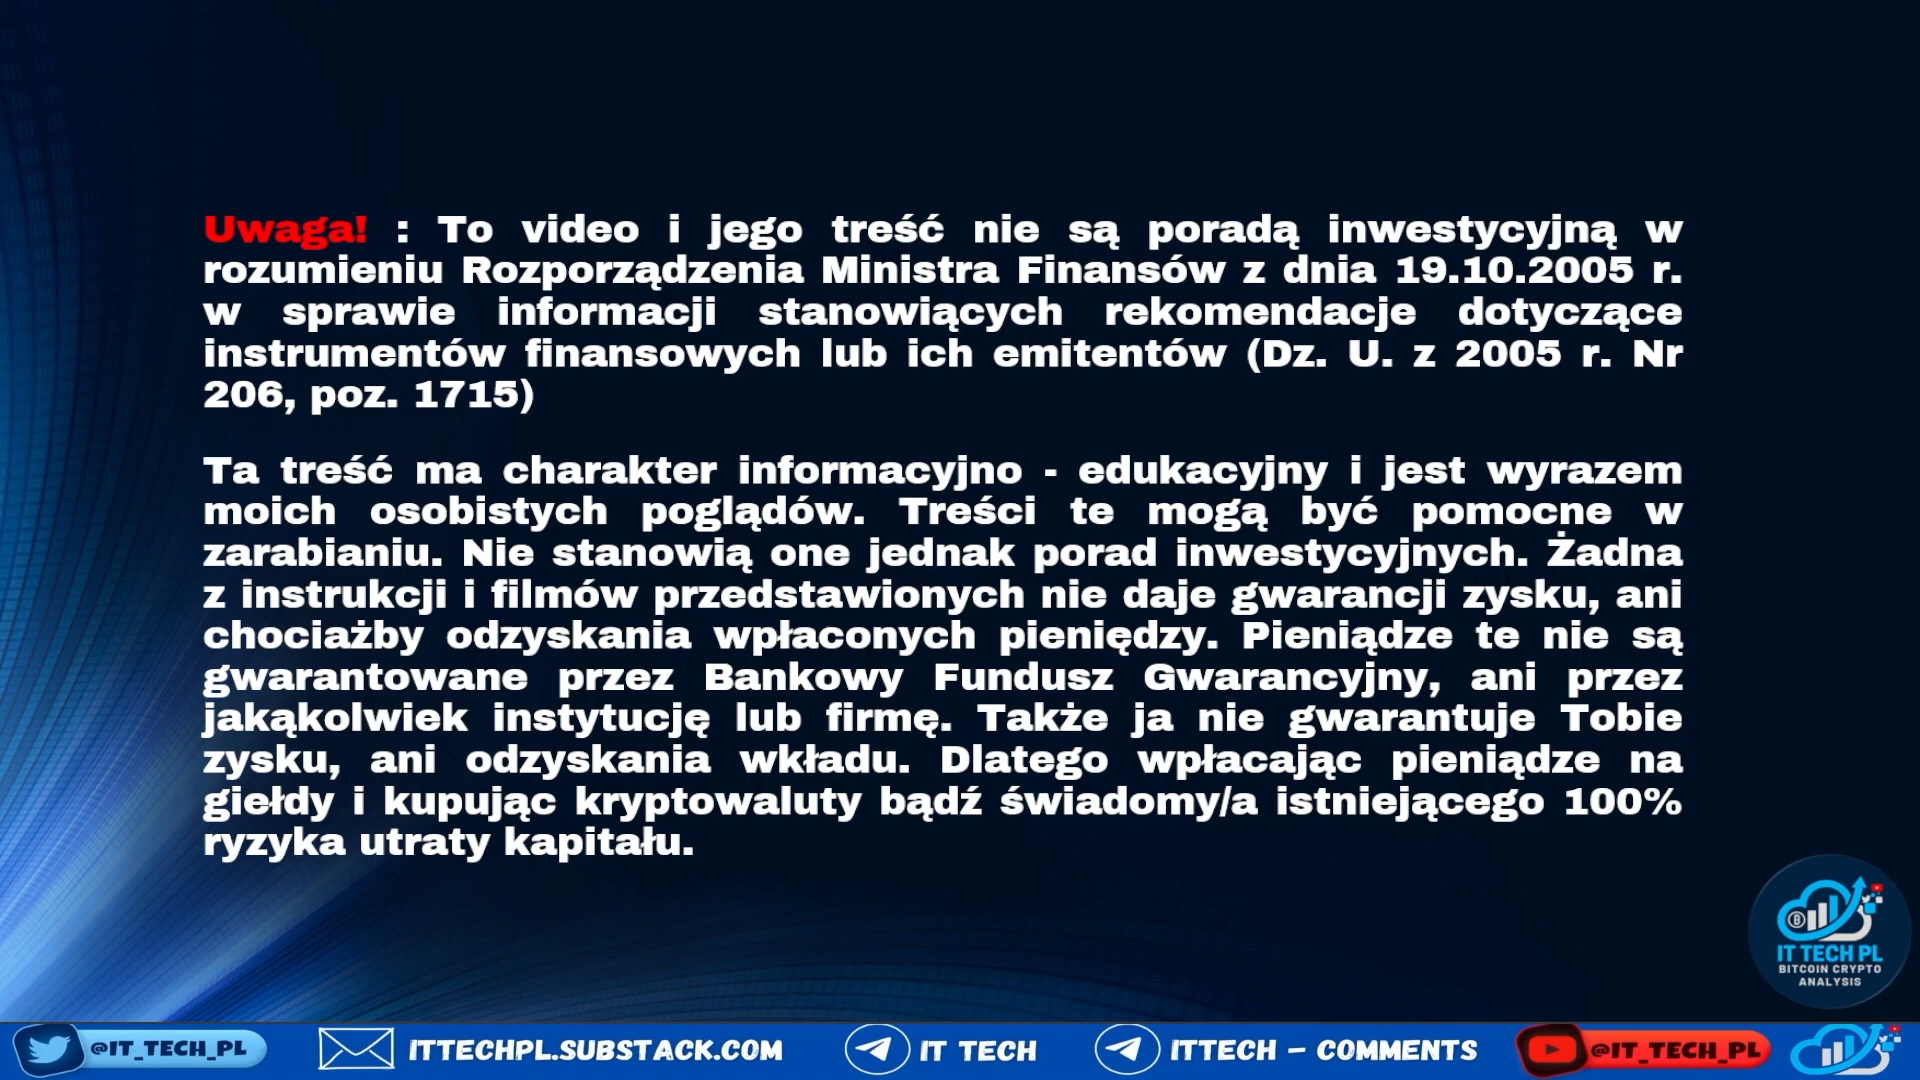 Uwaga! : To video i jego treść nie są poradą inwestycyjną w
rozumieniu Rozporządzenia Ministra Finansów z dnia 19.10.2005 r.
w sprawie informacji stanowiących rekomendacje dotyczące
instrumentów finansowych lub ich emitentów (Dz. U. z 2005 r. Nr
206, poz. 1715)
Ta treść ma charakter informacyjno - edukacyjny i jest wyrazem
moich osobistych poglądów. Treści te mogą być pomocne w
zarabianiu. Nie stanowią one jednak porad inwestycyjnych. Żadna
z instrukcji i filmów przedstawionych nie daje gwarancji zysku, ani
chociażby odzyskania wpłaconych pieniędzy. Pieniądze te nie są
gwarantowane przez Bankowy Fundusz Gwarancyjny, ani przez
jakąkolwiek instytucję lub firmę. Także ja nie gwarantuje Tobie
zysku, ani odzyskania wkładu. Dlatego wpłacając pieniądze na
giełdy i kupując kryptowaluty bądź świadomy/a istniejącego 100%
ryzyka utraty kapitału.
IT TECH PL
BITCOIN CRYPTO
ANALYSIS
@IT_TECH_PL
ITTECHPL.SUBSTACK.COM
IT TECH
ITTECH - COMMENTS
@IT_TECH_PL